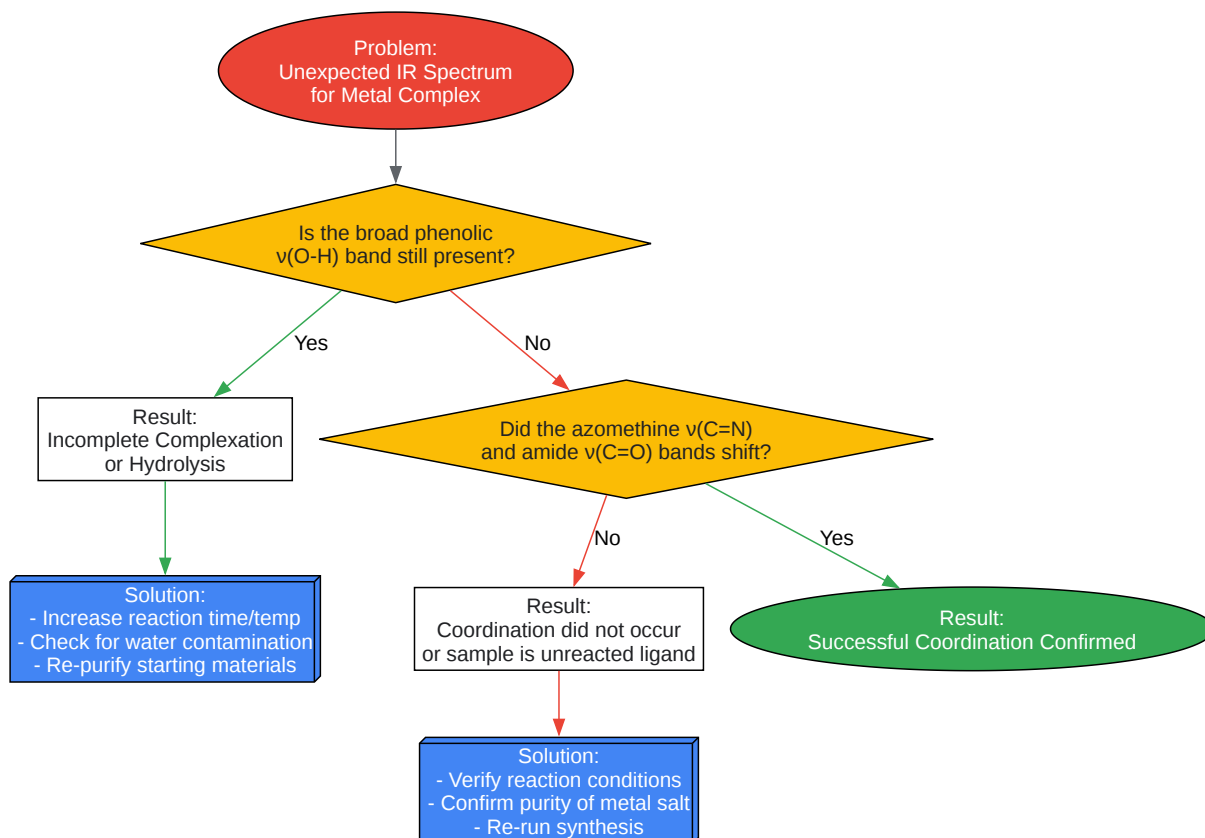 Problem:
Unexpected IR Spectrum
for Metal Complex
Is the broad phenolic
ν(O-H) band still present?
Yes
No
Result:
Incomplete Complexation
or Hydrolysis
Did the azomethine ν(C=N)
and amide ν(C=O) bands shift?
No
Yes
Solution:
- Increase reaction time/temp
- Check for water contamination
- Re-purify starting materials
Result:
Coordination did not occur
or sample is unreacted ligand
Result:
Successful Coordination Confirmed
Solution:
- Verify reaction conditions
- Confirm purity of metal salt
- Re-run synthesis